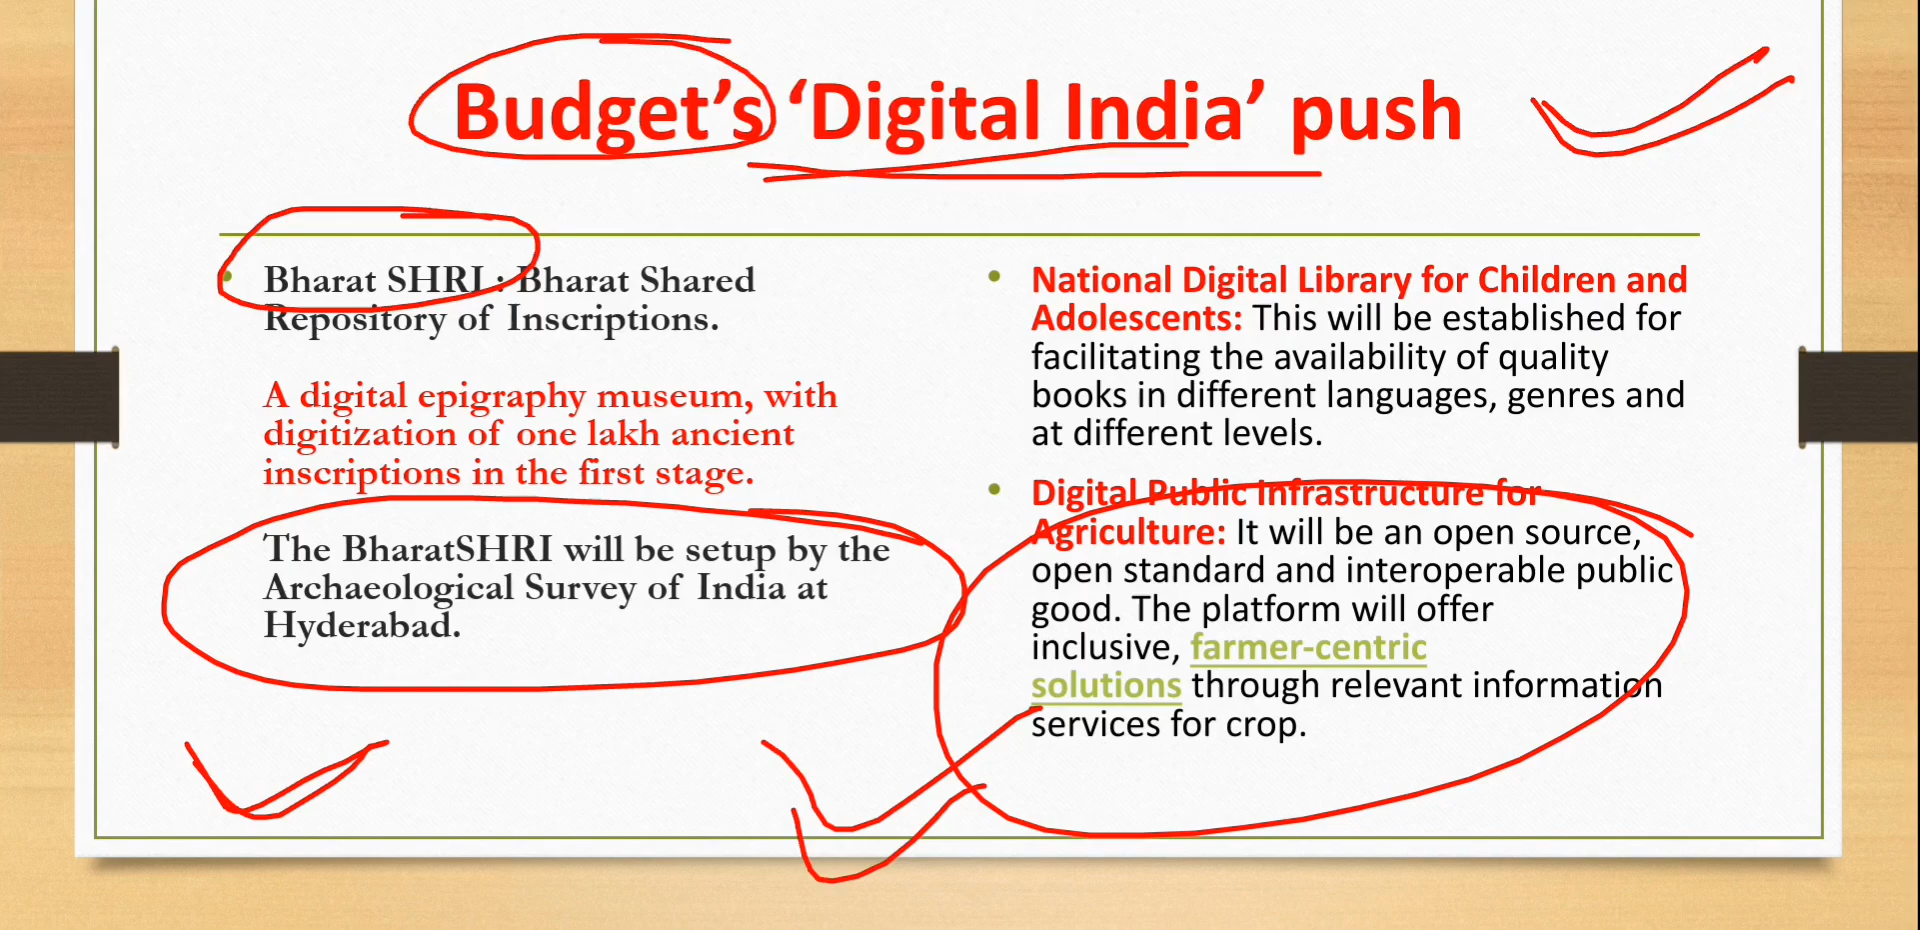 Budget’s ‘Digital India’ push
Bharat SHRI : Bharat Shared
Repository of Inscriptions.
A digital epigraphy museum, with
digitization of one lakh ancient
inscriptions in the first stage.
The BharatSHRI will be setup by the
Archaeological Survey of India at
Hyderabad.
National Digital Library for Children and
Adolescents: This will be established for
facilitating the availability of quality
books in different languages, genres and
at different levels.
Digital Public Infrastructure for
Agriculture: It will be an open source,
open standard and interoperable public
good. The platform will offer
inclusive, farmer-centric
solutions through relevant information
services for crop.